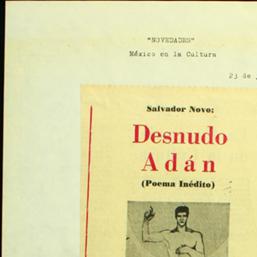 "NOVEDADES"
México en la Cultura
23 de
Salvador Novo:
Desnudo
Adán
(Poema Inédito)